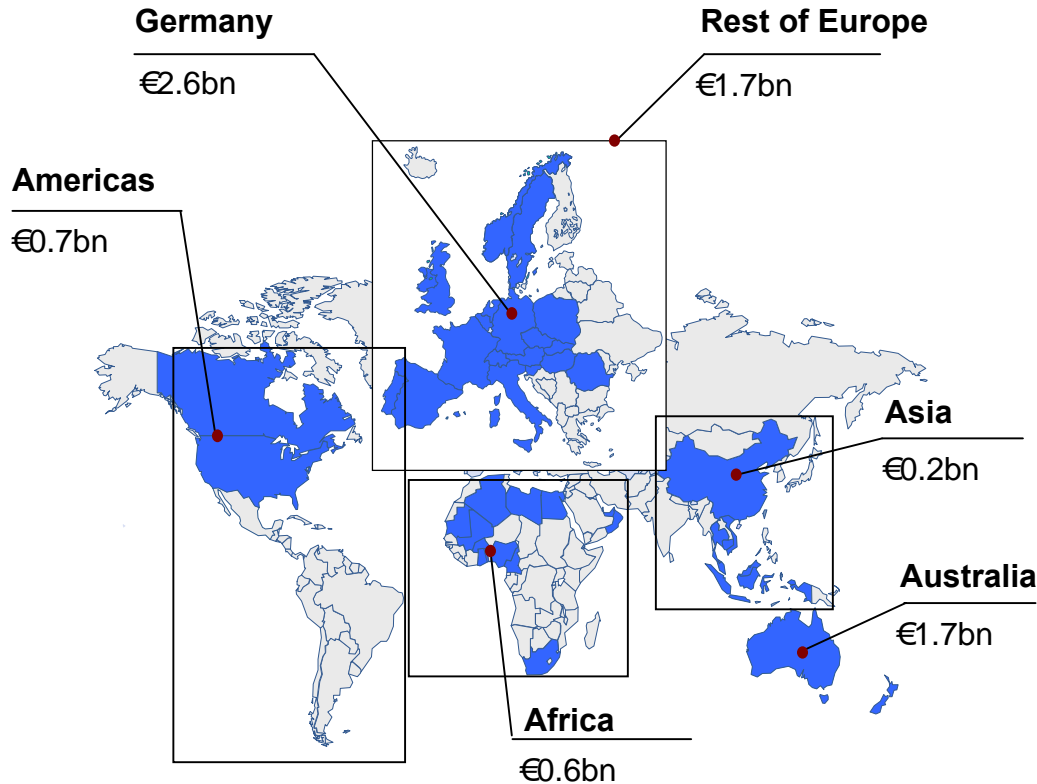 Germany
€2.6bn
Rest of Europe
€1.7bn
Americas
€0.7bn
Asia
€0.2bn
Australia
€1.7bn
Africa
€0.6bn